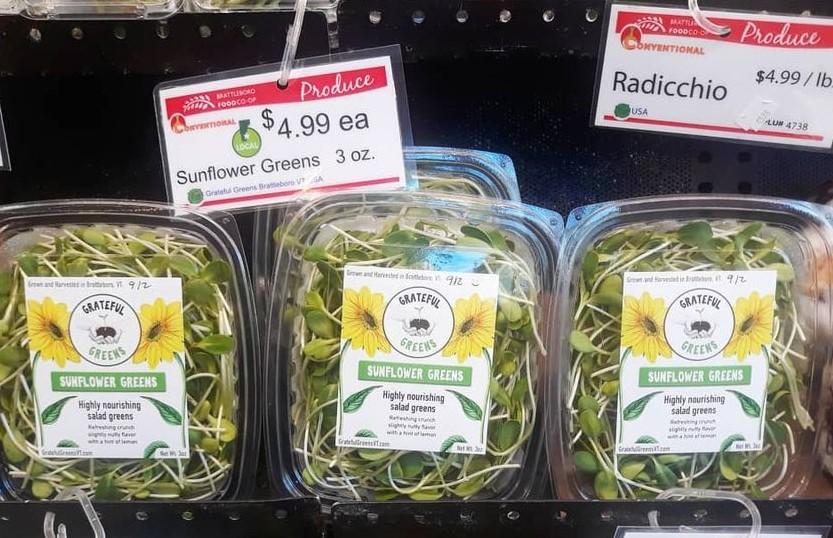 BRATTLEBORO
FOOD CO-OP
Produce
CONVENTIONAL
LOCAL
$4.99 ea
Sunflower Greens 3 oz.
Grateful Greens Brattleboro VT USA
BRATTLEBORO
FOOD CO-OP
Produce
CONVENTIONAL
Radicchio
$4.99 / lb
USA
PLU# 4738
Grown and Harvested in Brattleboro, VT. 9/2
GRATEFUL
GREENS
SUNFLOWER GREENS
Highly nourishing
salad greens
Refreshing crunch
slightly nutty flavor
with a hint of lemon
GratefulGreensVT.com
Net Wt. 3oz
Grown and Harvested in Brattleboro, VT. 9/2
GRATEFUL
GREENS
SUNFLOWER GREENS
Highly nourishing
salad greens
Refreshing crunch
slightly nutty flavor
with a hint of lemon
GratefulGreensVT.com
Net Wt. 3oz
Grown and Harvested in Brattleboro, VT. 9/2
GRATEFUL
GREENS
SUNFLOWER GREENS
Highly nourishing
salad greens
Refreshing crunch
slightly nutty flavor
with a hint of lemon
GratefulGreensVT.com
Net Wt. 3oz